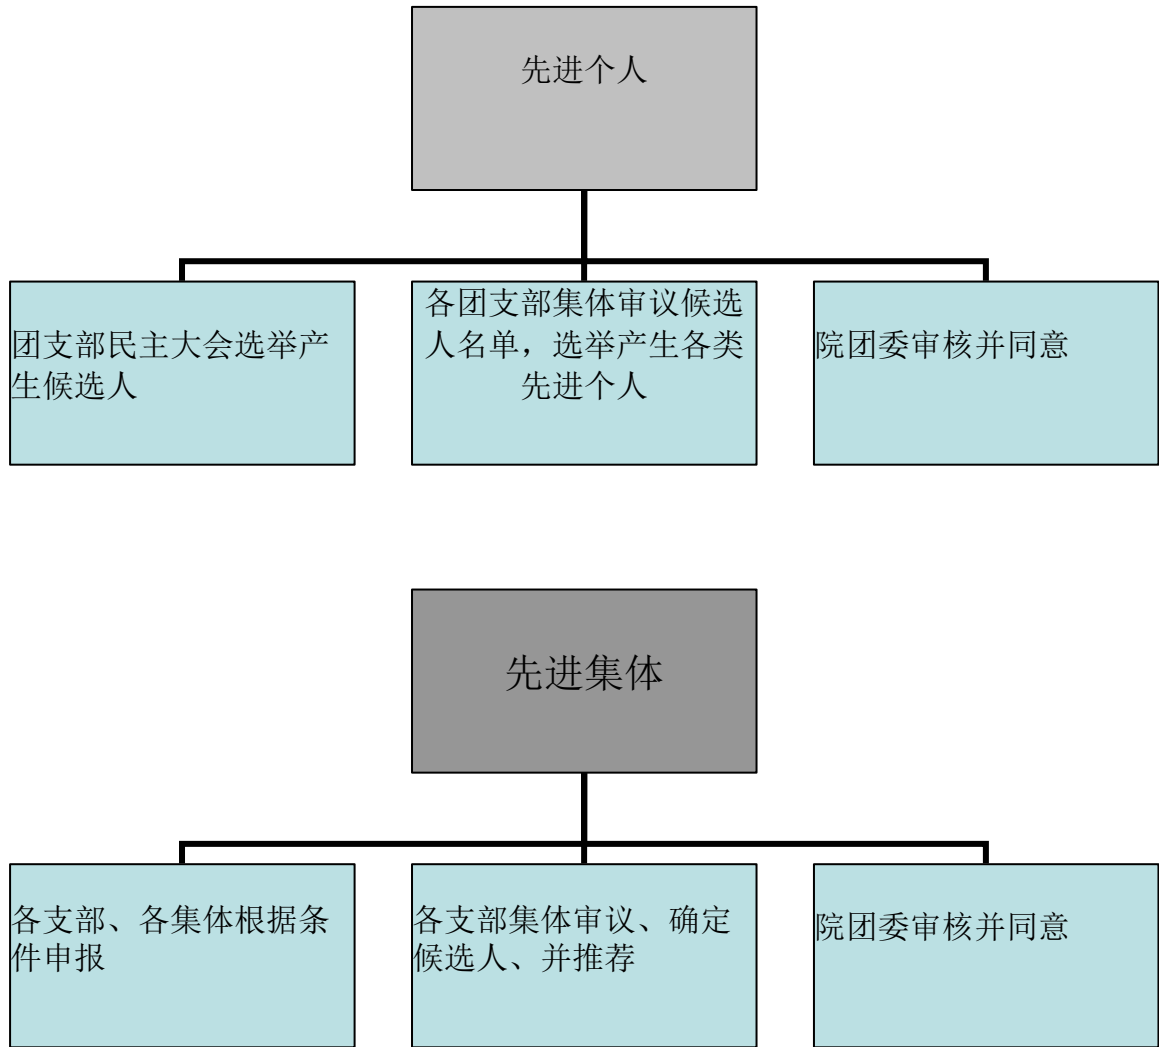 先进个人
团支部民主大会选举产
生候选人
各团支部集体审议候选
人名单，选举产生各类
先进个人
院团委审核并同意
先进集体
各支部、各集体根据条
件申报
各支部集体审议、确定
候选人、并推荐
院团委审核并同意